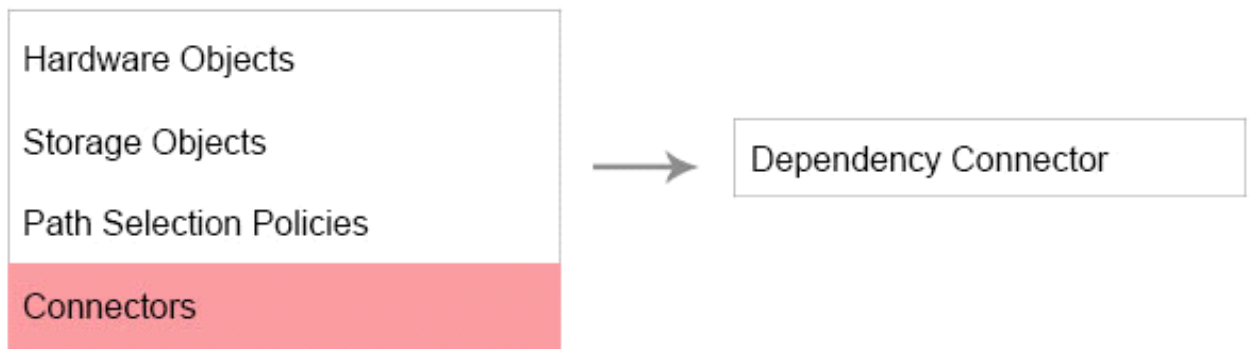 Hardware Objects
Storage Objects
Path Selection Policies
Connectors
Dependency Connector